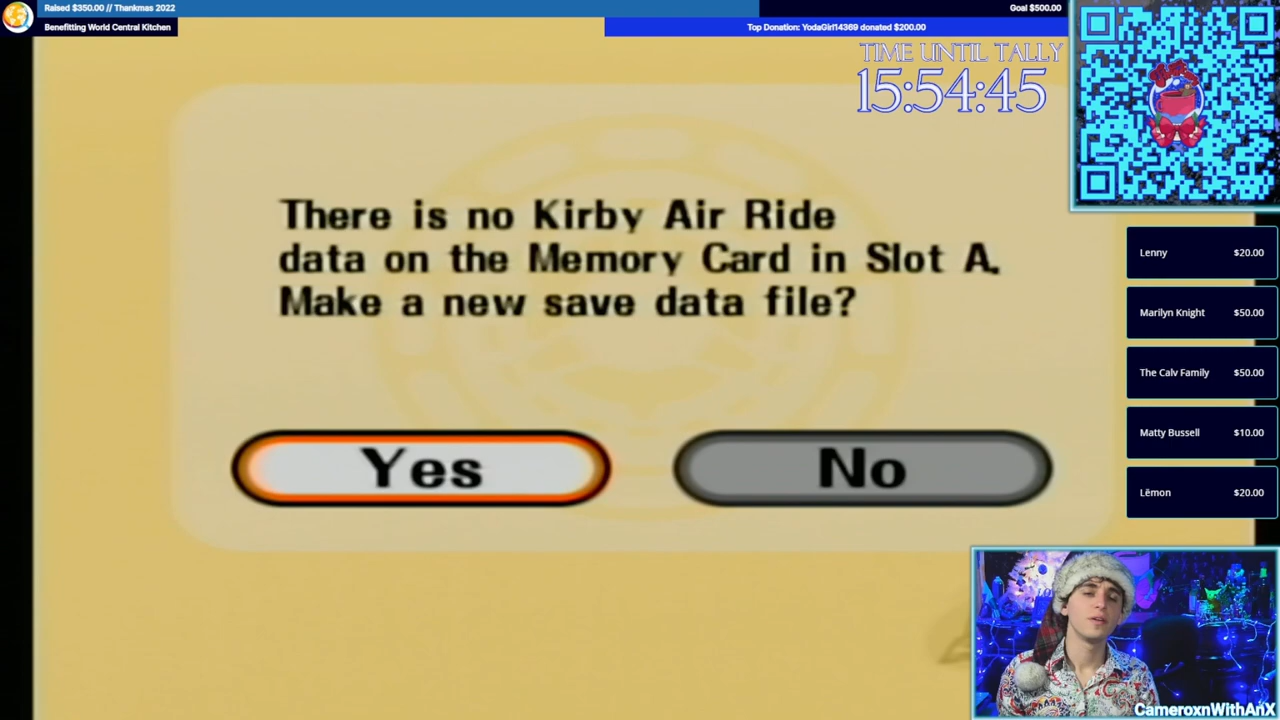 Raised $350.00 // Thankmas 2022
Goal $500.00
Benefitting World Central Kitchen
Top Donation: YodaGirl14369 donated $200.00
TIME UNTIL TALLY
15:54:45
There is no Kirby Air Ride
data on the Memory Card in Slot A.
Make a new save data file?
Yes
No
Lenny $20.00
Marilyn Knight $50.00
The Calv Family $50.00
Matty Bussell $10.00
Lēmon $20.00
CameroxnWithAnX